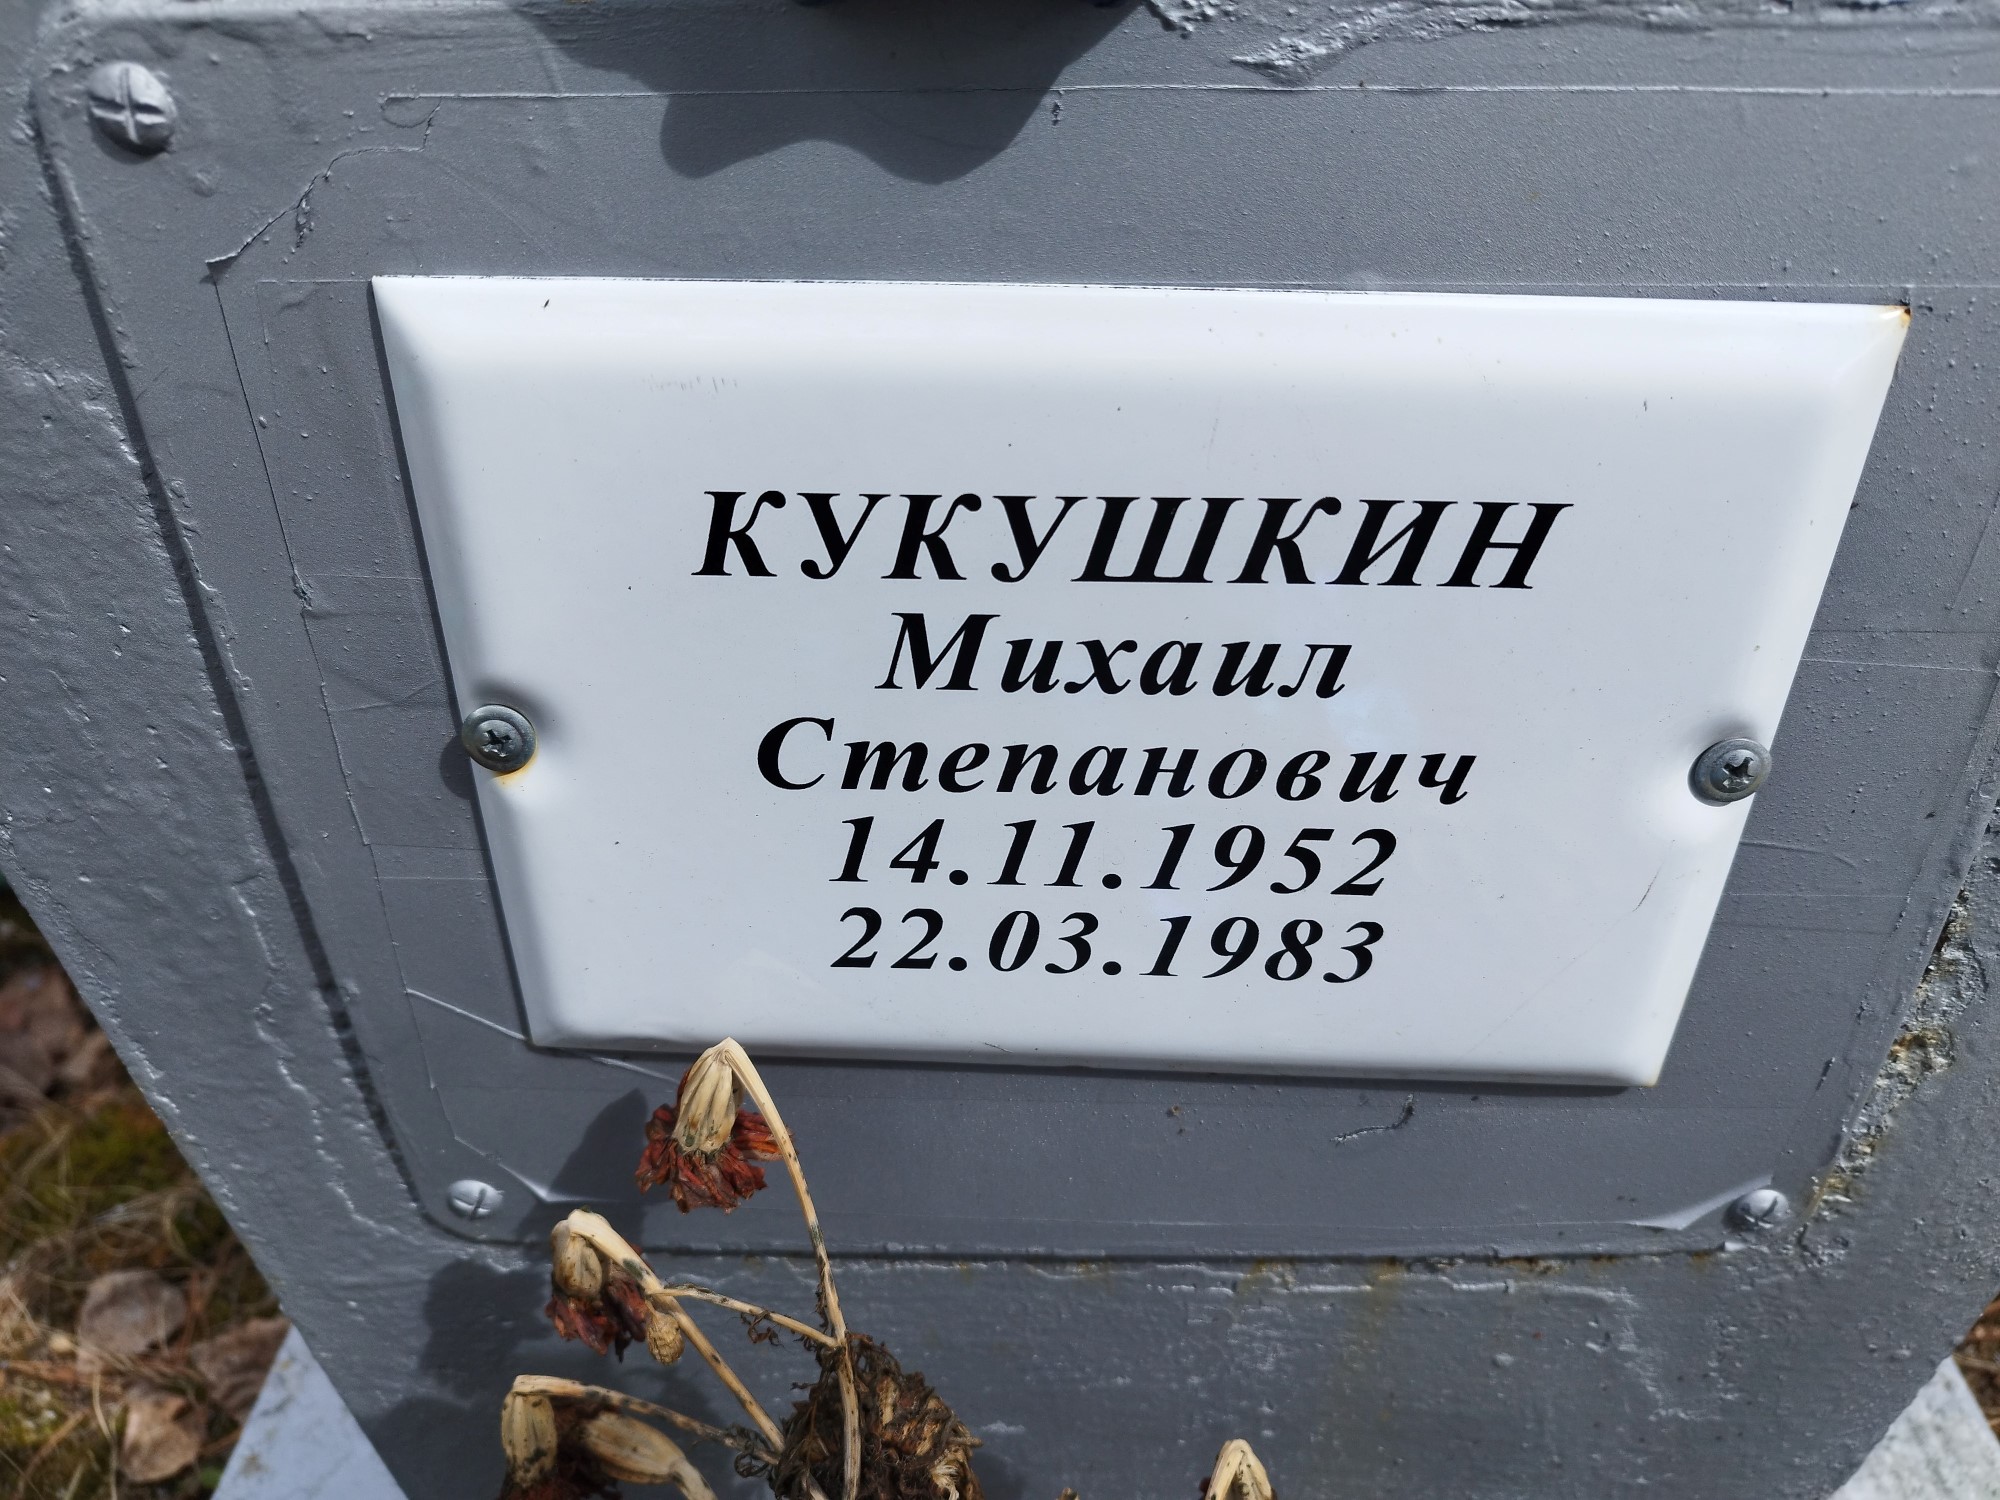 КУКУШКИН
Михаил
Степанович
14.11.1952
22.03.1983